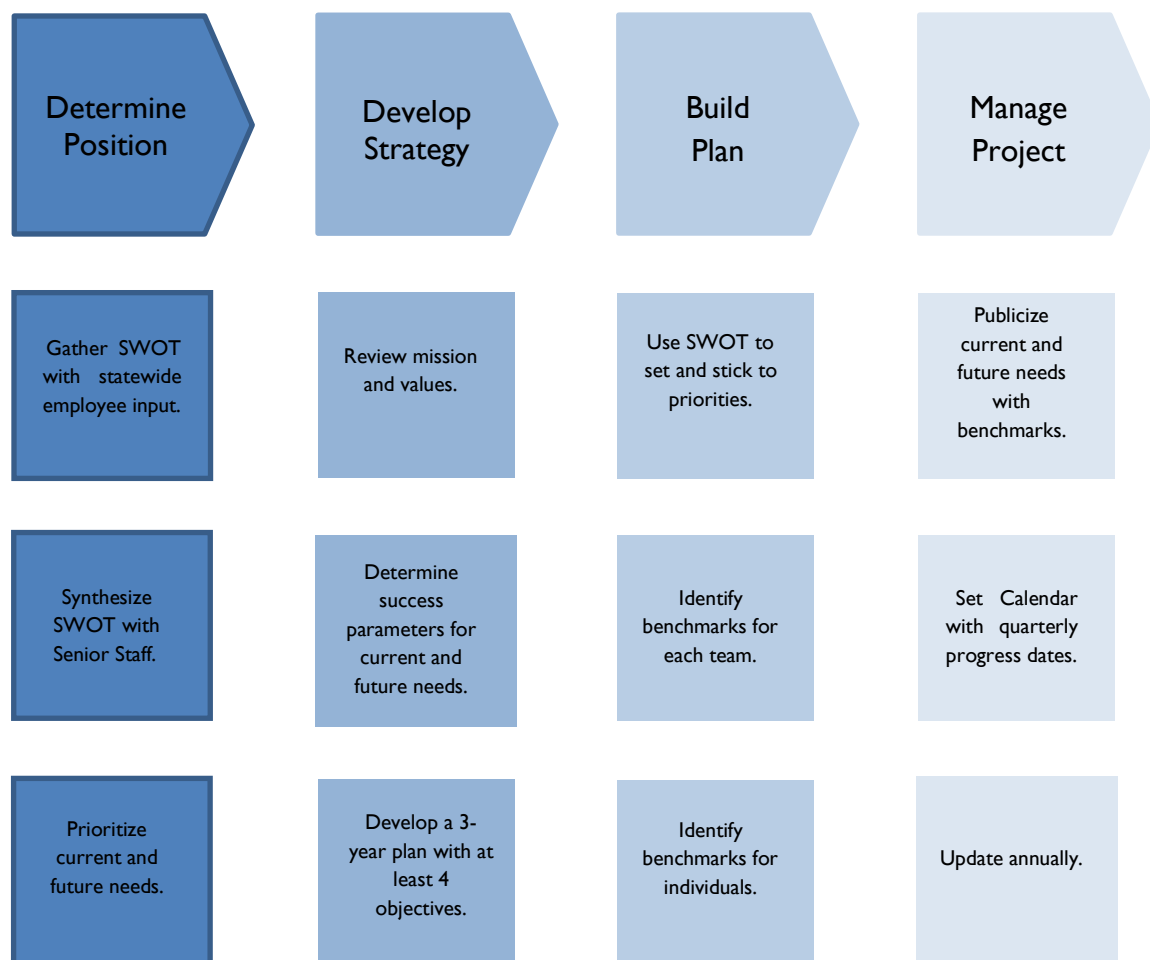 Determine
Position
Develop
Strategy
Build
Plan
Manage
Project
Gather SWOT
with statewide
employee input.
Review mission
and values.
Use SWOT to
set and stick to
priorities.
Publicize
current and
future needs
with
benchmarks.
Synthesize
SWOT with
Senior Staff.
Determine
success
parameters for
current and
future needs.
Identify
benchmarks for
each team.
Set Calendar
with quarterly
progress dates.
Prioritize
current and
future needs.
Develop a 3-
year plan with at
least 4
objectives.
Identify
benchmarks for
individuals.
Update annually.